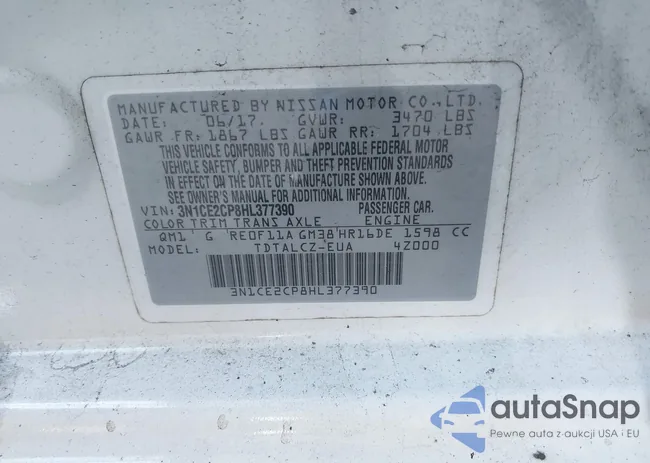 MANUFACTURED BY NISSAN MOTOR CO., LTD.
DATE: 06/17. GVWR: 3470 LBS
GAWR FR: 1867 LBS GAWR RR: 1704 LBS
THIS VEHICLE CONFORMS TO ALL APPLICABLE FEDERAL MOTOR
VEHICLE SAFETY, BUMPER AND THEFT PREVENTION STANDARDS
IN EFFECT ON THE DATE OF MANUFACTURE SHOWN ABOVE.
SEE OWNER'S MANUAL FOR ADDITIONAL INFORMATION.
VIN: 3N1CE2CP8HL377390 PASSENGER CAR.
COLOR TRIM TRANS AXLE ENGINE
QM1 G RE0F11A GM38 HR16DE 1598 CC
MODEL: TDTALCZ-EUA 4Z000
3N1CE2CP8HL377390
autoSnap
Pewne auta z aukcji USA i EU